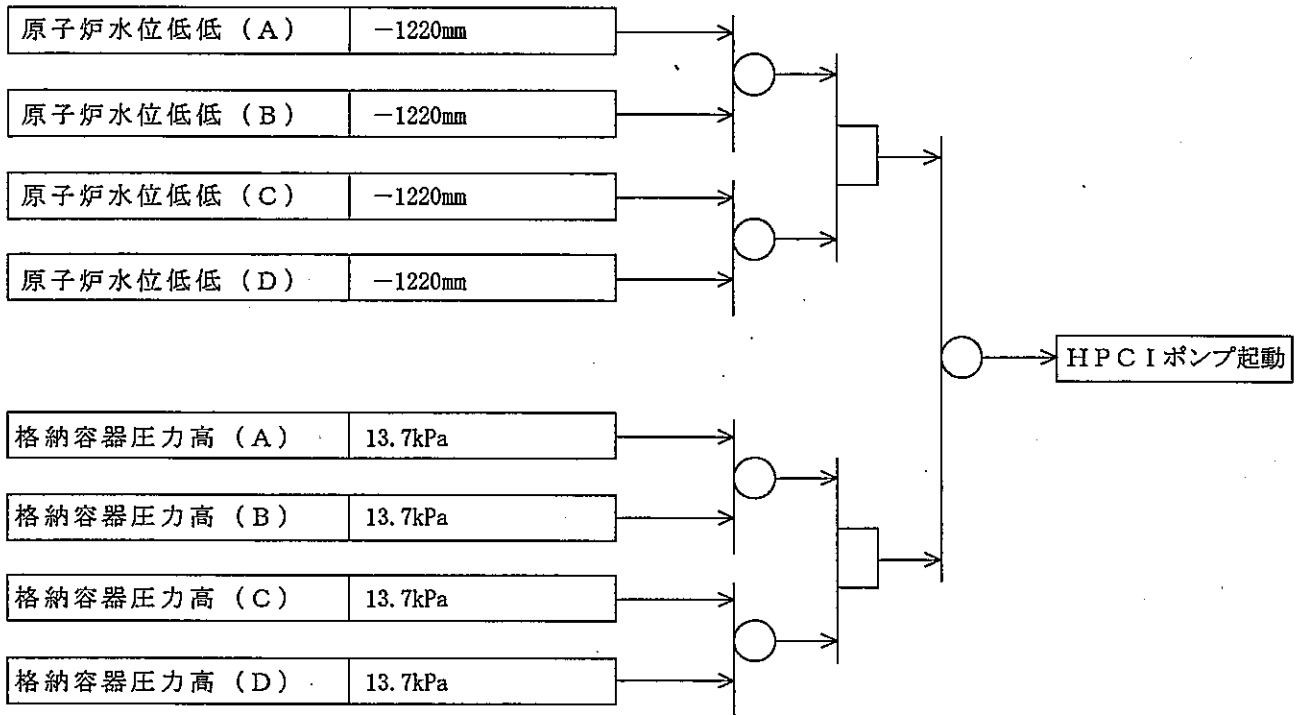 原子炉水位低低（A） －1220mm
原子炉水位低低（B） －1220mm
原子炉水位低低（C） －1220mm
原子炉水位低低（D） －1220mm
HPCIポンプ起動
格納容器圧力高（A） 13.7kPa
格納容器圧力高（B） 13.7kPa
格納容器圧力高（C） 13.7kPa
格納容器圧力高（D） 13.7kPa